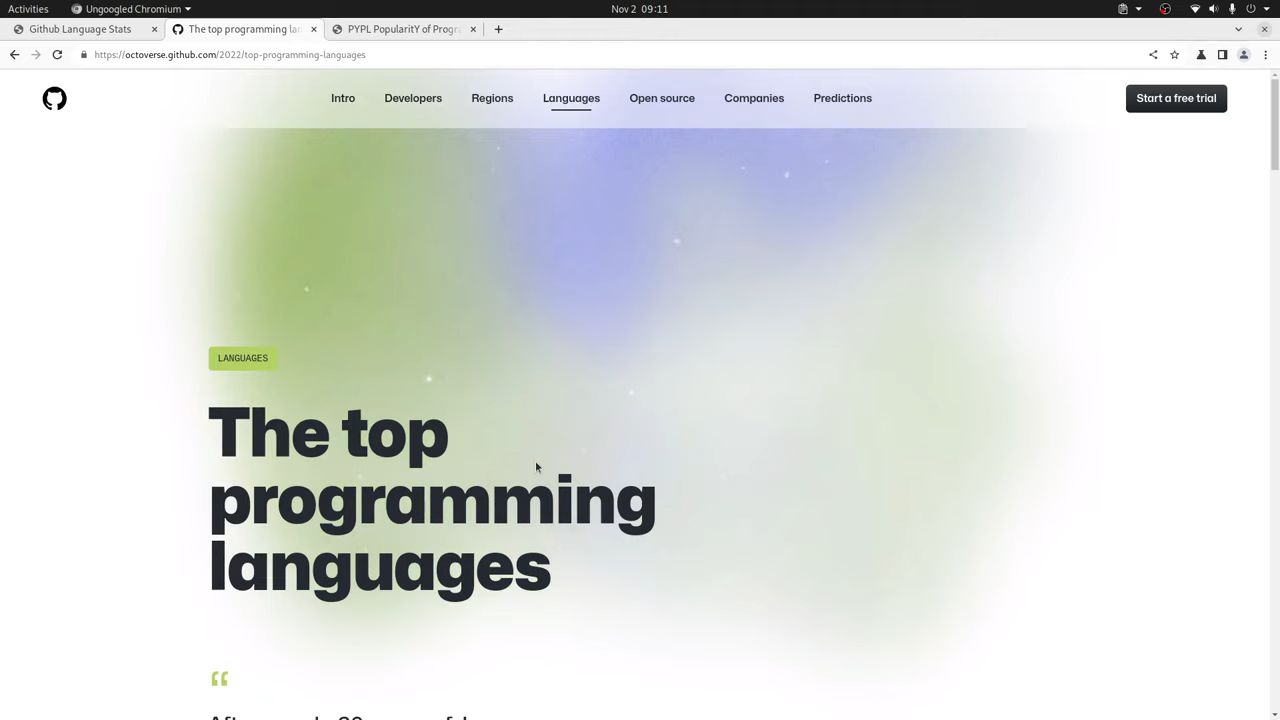 Activities
Ungoogled Chromium
Nov 2 09:11
Github Language Stats
The top programming lan
PYPL PopularitY of Progra
https://octoverse.github.com/2022/top-programming-languages
Intro
Developers
Regions
Languages
Open source
Companies
Predictions
Start a free trial
LANGUAGES
The top
programming
languages
“